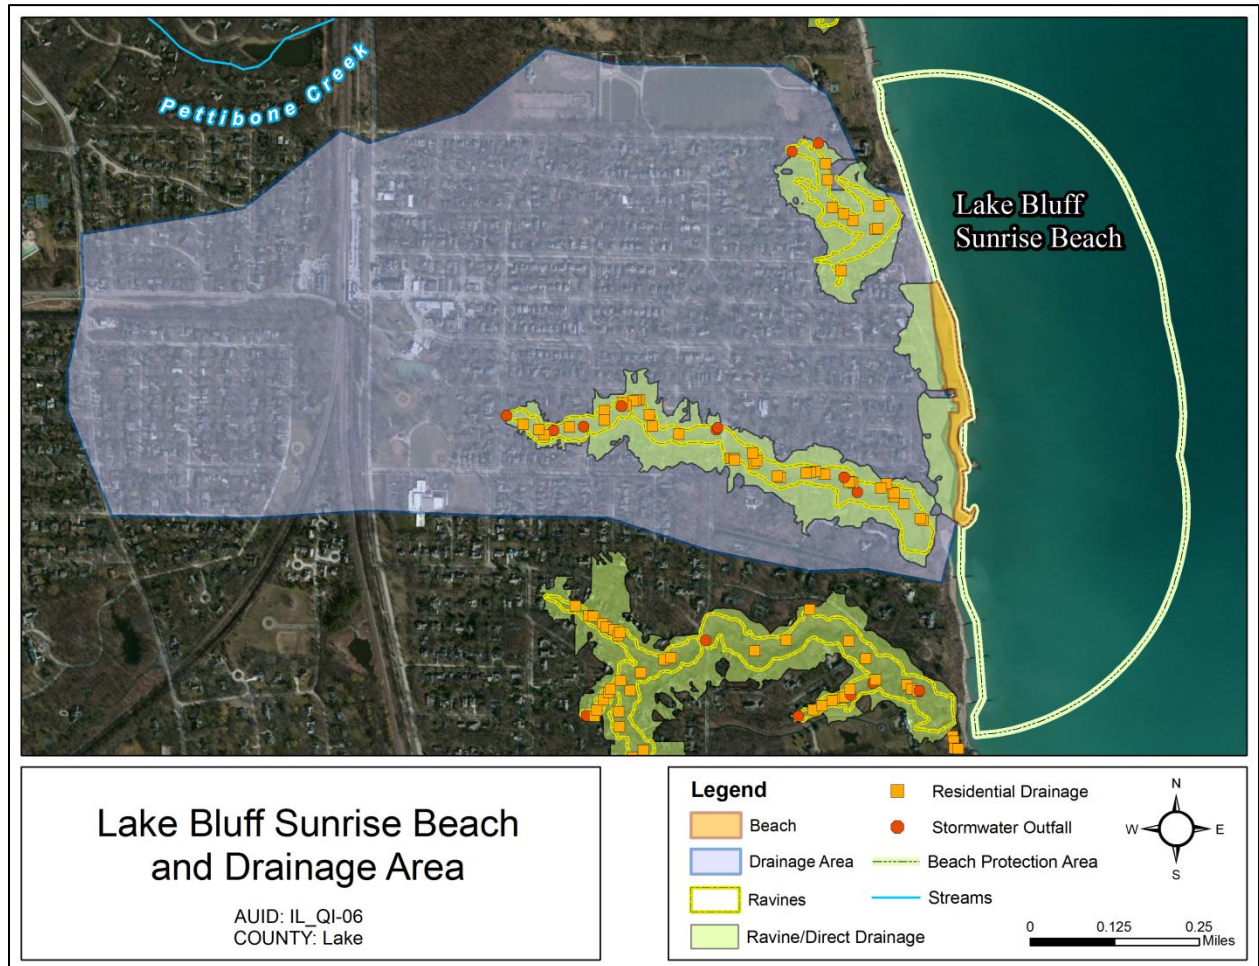 Pettibone Creek
Lake Bluff
Sunrise Beach
Lake Bluff Sunrise Beach
and Drainage Area
AUID: IL_QI-06
COUNTY: Lake
Legend
Beach
Drainage Area
Ravines
Ravine/Direct Drainage
Residential Drainage
Stormwater Outfall
Beach Protection Area
Streams
N
W E
S
0 0.125 0.25
Miles